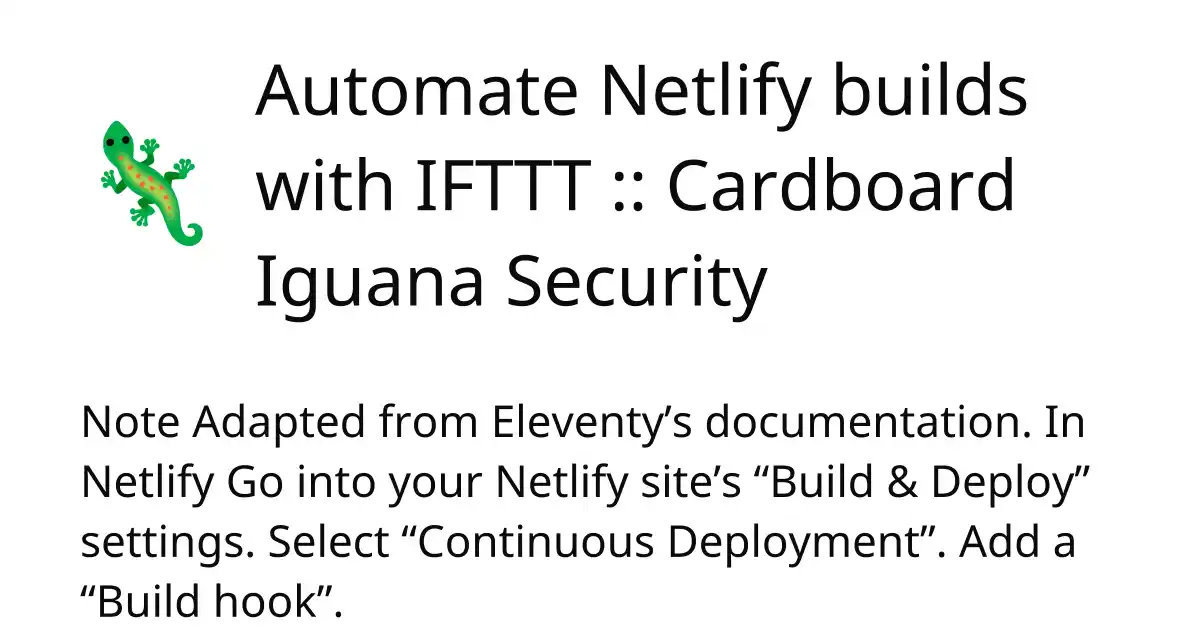 Automate Netlify builds
with IFTTT :: Cardboard
Iguana Security
Note Adapted from Eleventy’s documentation. In
Netlify Go into your Netlify site’s “Build & Deploy”
settings. Select “Continuous Deployment”. Add a
“Build hook”.